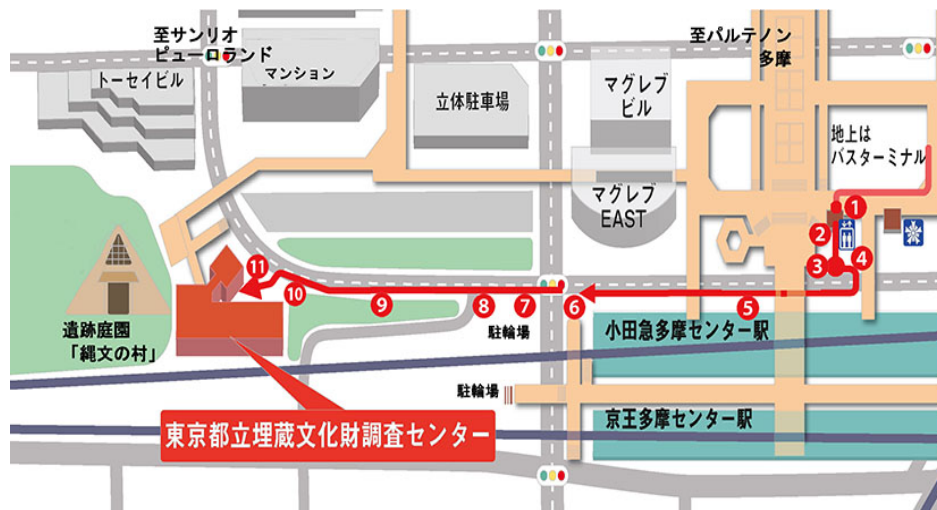 至サンリオ
ピューロランド
至パルテノン
多摩
トーセイビル
マンション
立体駐車場
マグレブ
ビル
地上は
バスターミナル
マグレブ
EAST
1
2
3
4
5
6
7
8
9
10
11
駐輪場
小田急多摩センター駅
遺跡庭園
「縄文の村」
駐輪場
京王多摩センター駅
東京都立埋蔵文化財調査センター